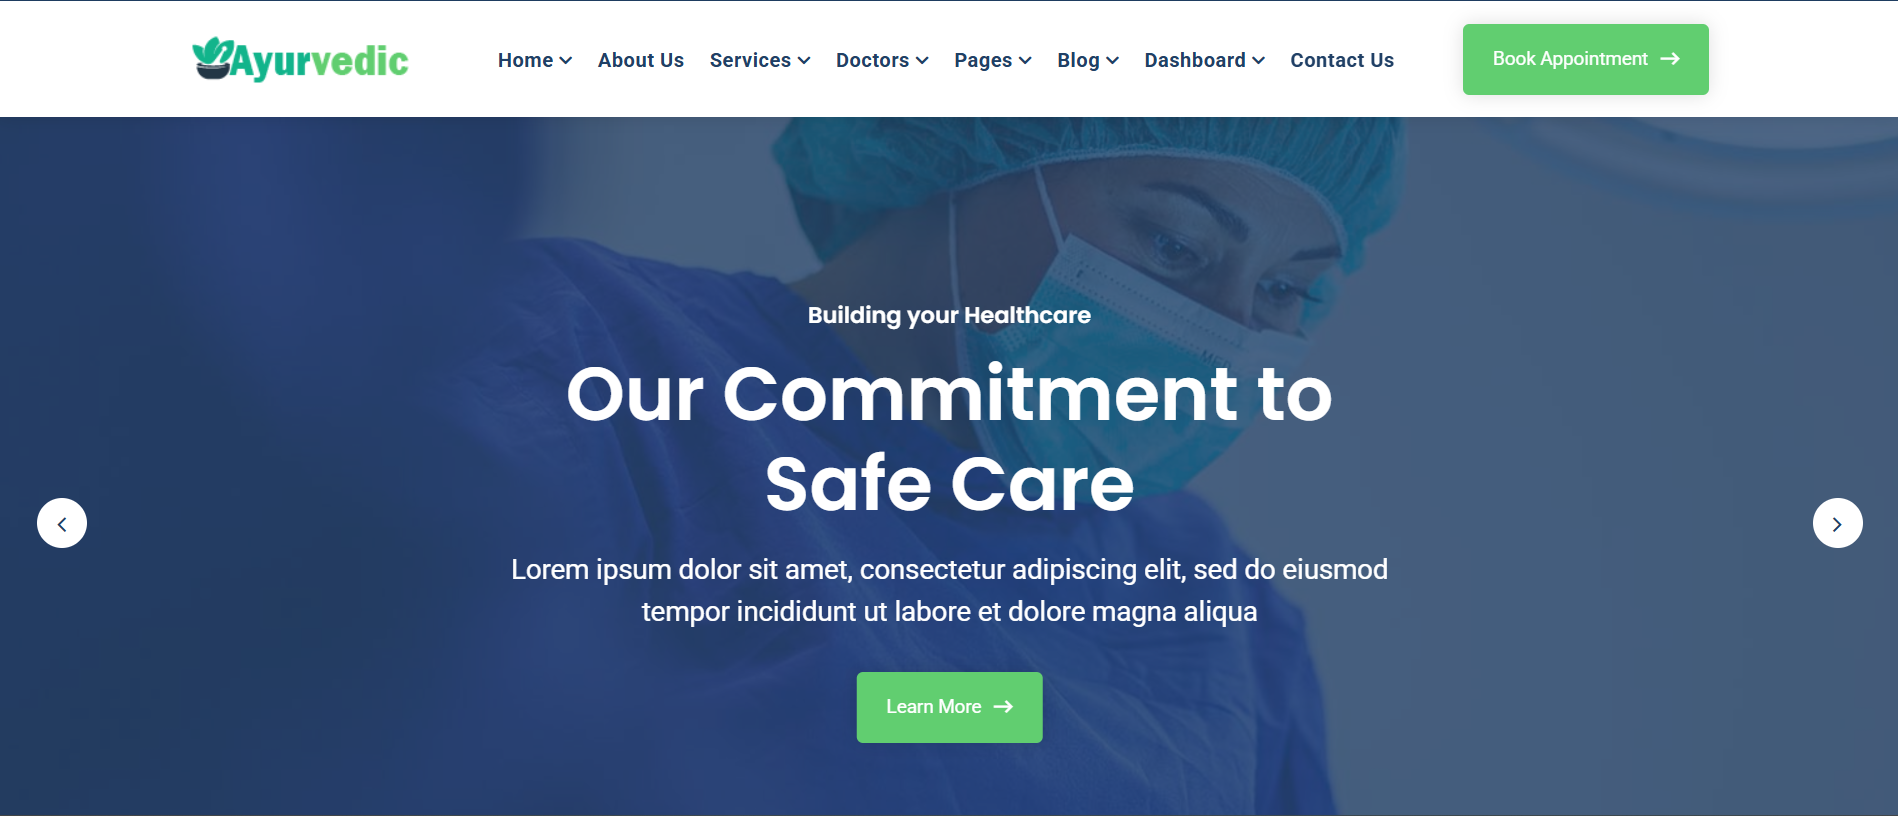 Ayurvedic
Home About Us Services Doctors Pages Blog Dashboard Contact Us
Book Appointment
Building your Healthcare
Our Commitment to
Safe Care
Lorem ipsum dolor sit amet, consectetur adipiscing elit, sed do eiusmod
tempor incididunt ut labore et dolore magna aliqua
Learn More